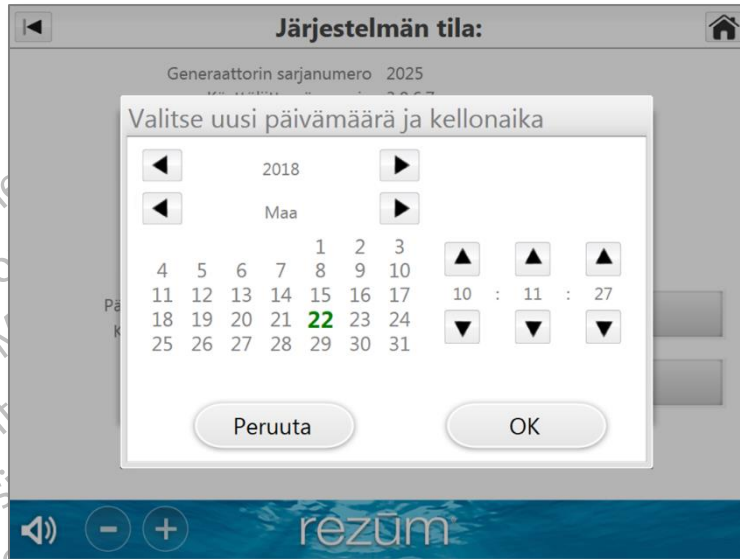 Järjestelmän tila:
Generaattorin sarjanumero 2025
Valitse uusi päivämäärä ja kellonaika
2018
Maa
1 2 3
4 5 6 7 8 9 10
11 12 13 14 15 16 17
18 19 20 21 22 23 24
25 26 27 28 29 30 31
10 : 11 : 27
Peruuta OK
rezūm